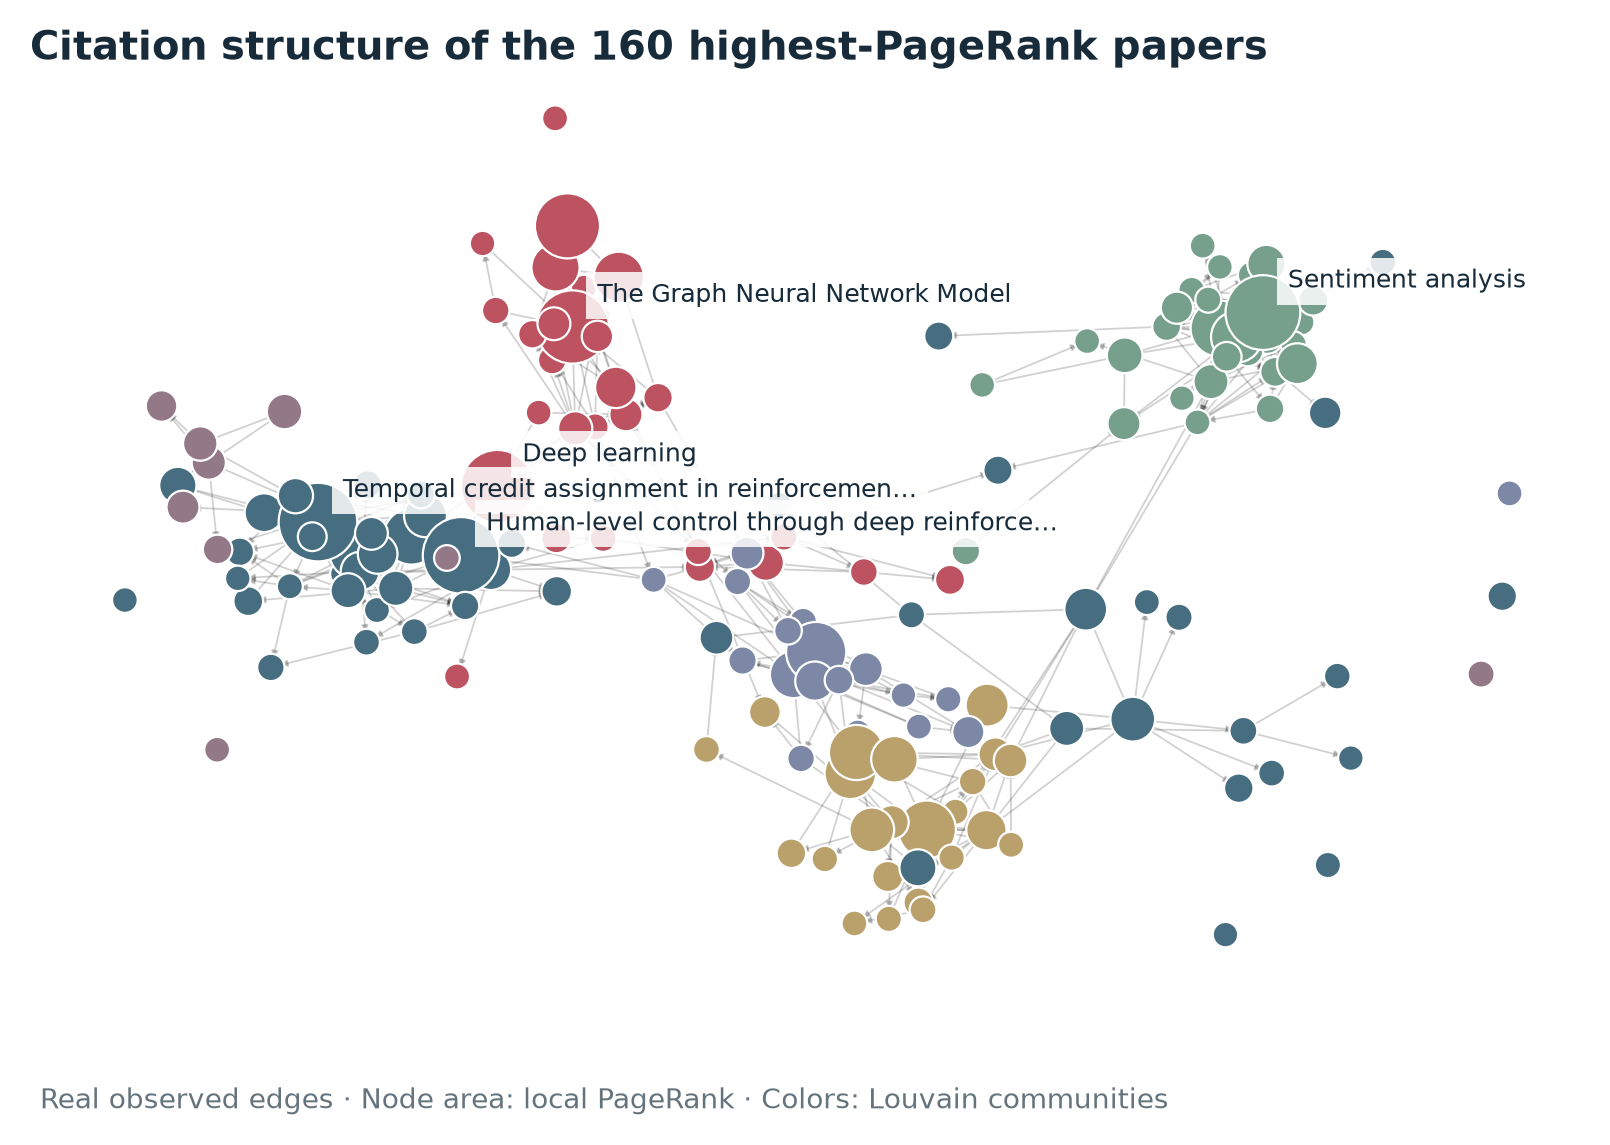 Citation structure of the 160 highest-PageRank papers
Sentiment analysis
The Graph Neural Network Model
Deep learning
Temporal credit assignment in reinforcemen...
Human-level control through deep reinforce...
Real observed edges · Node area: local PageRank · Colors: Louvain communities